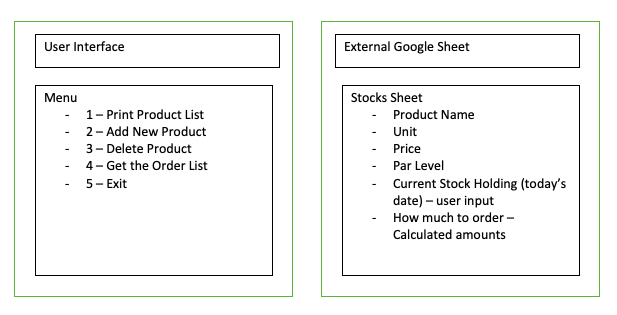 User Interface
Menu
- 1 – Print Product List
- 2 – Add New Product
- 3 – Delete Product
- 4 – Get the Order List
- 5 – Exit
External Google Sheet
Stocks Sheet
- Product Name
- Unit
- Price
- Par Level
- Current Stock Holding (today's
date) – user input
- How much to order –
Calculated amounts